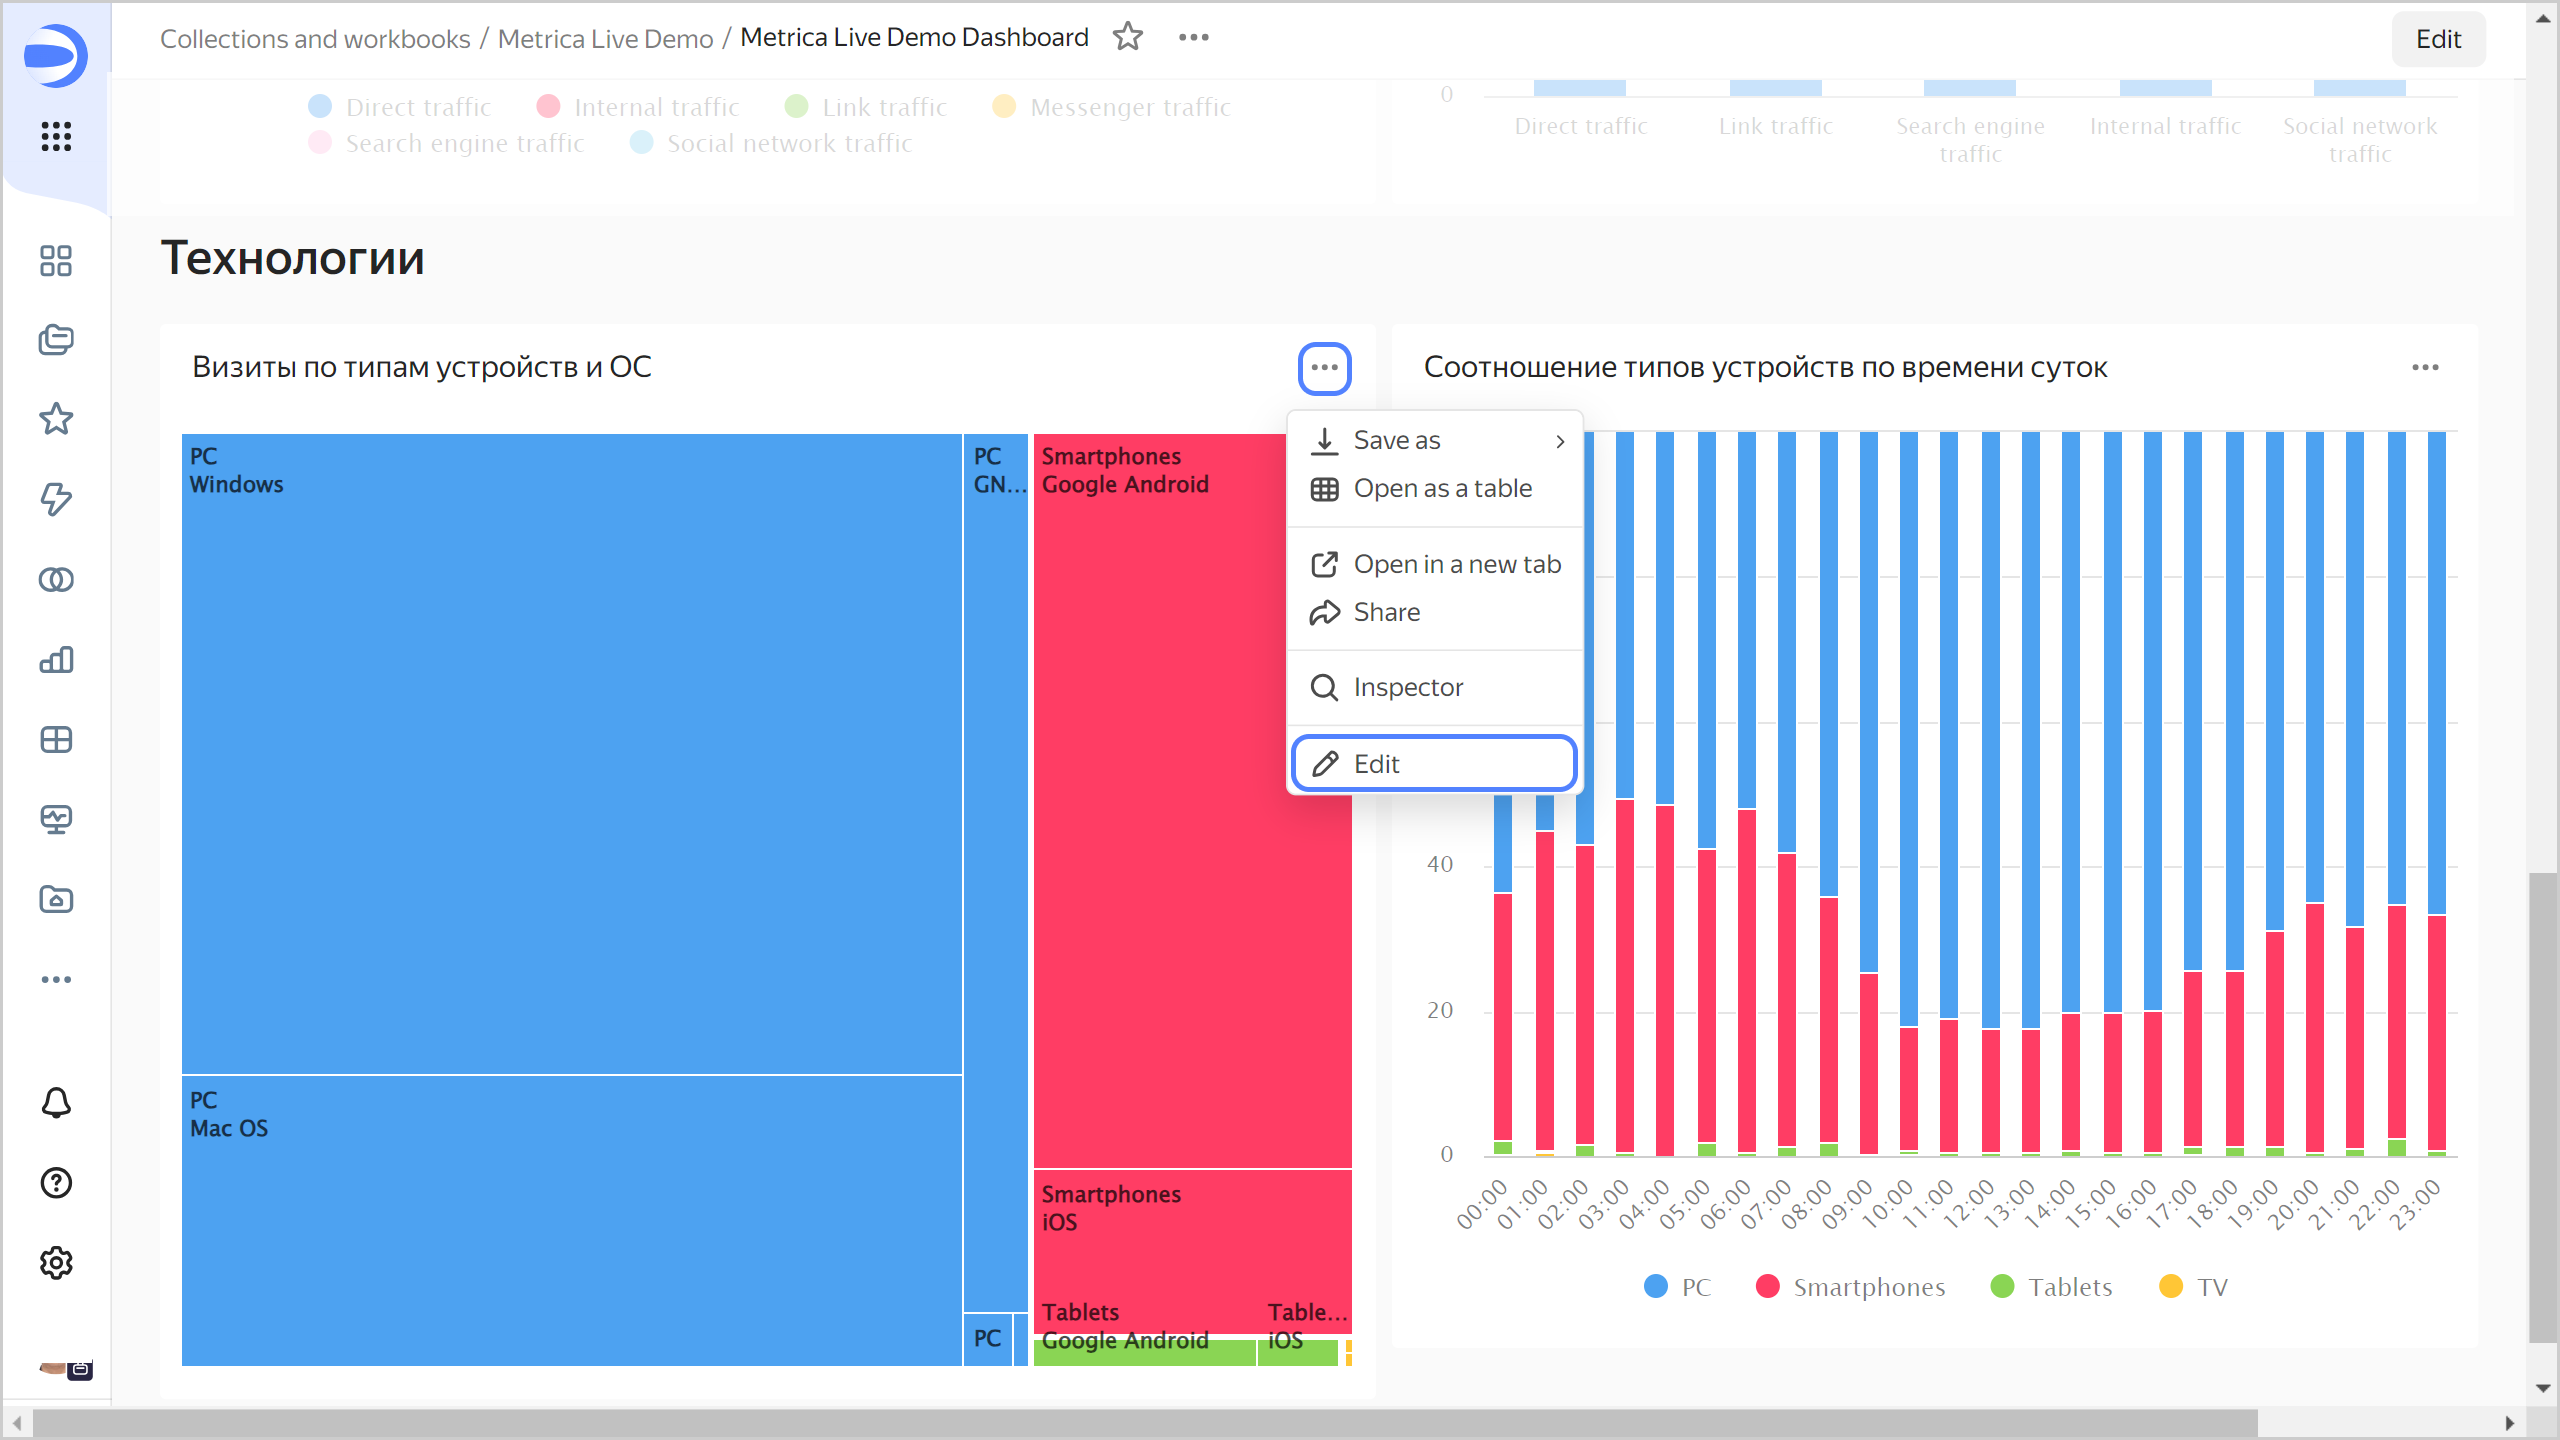 Collections and workbooks / Metrica Live Demo / Metrica Live Demo Dashboard
Edit
Direct traffic Internal traffic Link traffic Messenger traffic
Search engine traffic Social network traffic
0
Direct traffic Link traffic Search engine traffic Internal traffic Social network traffic
Технологии
Визиты по типам устройств и ОС
PC
Windows
PC
GN...
Smartphones
Google Android
PC
Mac OS
PC
Smartphones
iOS
Tablets
Google Android
Table...
iOS
Save as
Open as a table
Open in a new tab
Share
Inspector
Edit
Соотношение типов устройств по времени суток
40
20
0
00:00 01:00 02:00 03:00 04:00 05:00 06:00 07:00 08:00 09:00 10:00 11:00 12:00 13:00 14:00 15:00 16:00 17:00 18:00 19:00 20:00 21:00 22:00 23:00
PC Smartphones Tablets TV